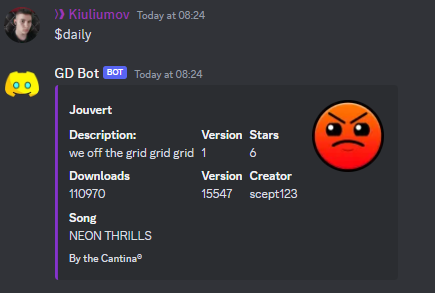 Kiuliumov Today at 08:24
$daily
GD Bot BOT Today at 08:24
Jouvert
Description: Version Stars
we off the grid grid grid 1 6
Downloads Version Creator
110970 15547 scept123
Song
NEON THRILLS
By the Cantina®